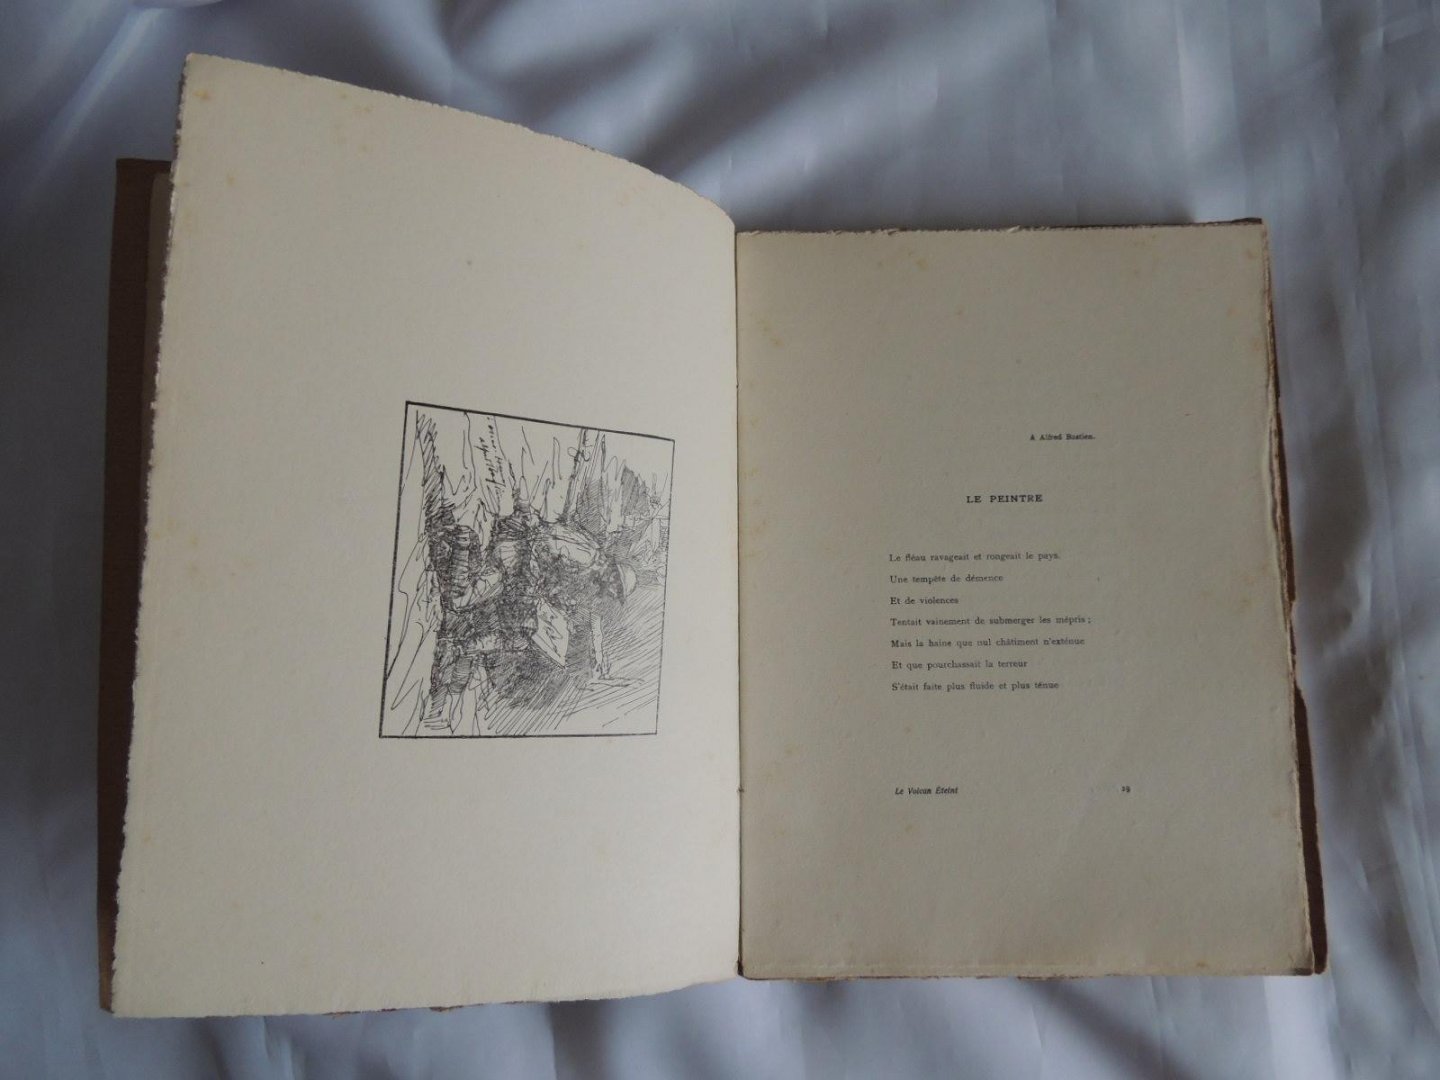 A Alfred Bastien.
LE PEINTRE
Le fléau ravageait et rongeait le pays.
Une tempête de démence
Et de violences
Tentait vainement de submerger les mépris ;
Mais la haine que nul châtiment n'exténue
Et que pourchassait la terreur
S'était faite plus fluide et plus ténue
Le Volcan Éteint
19